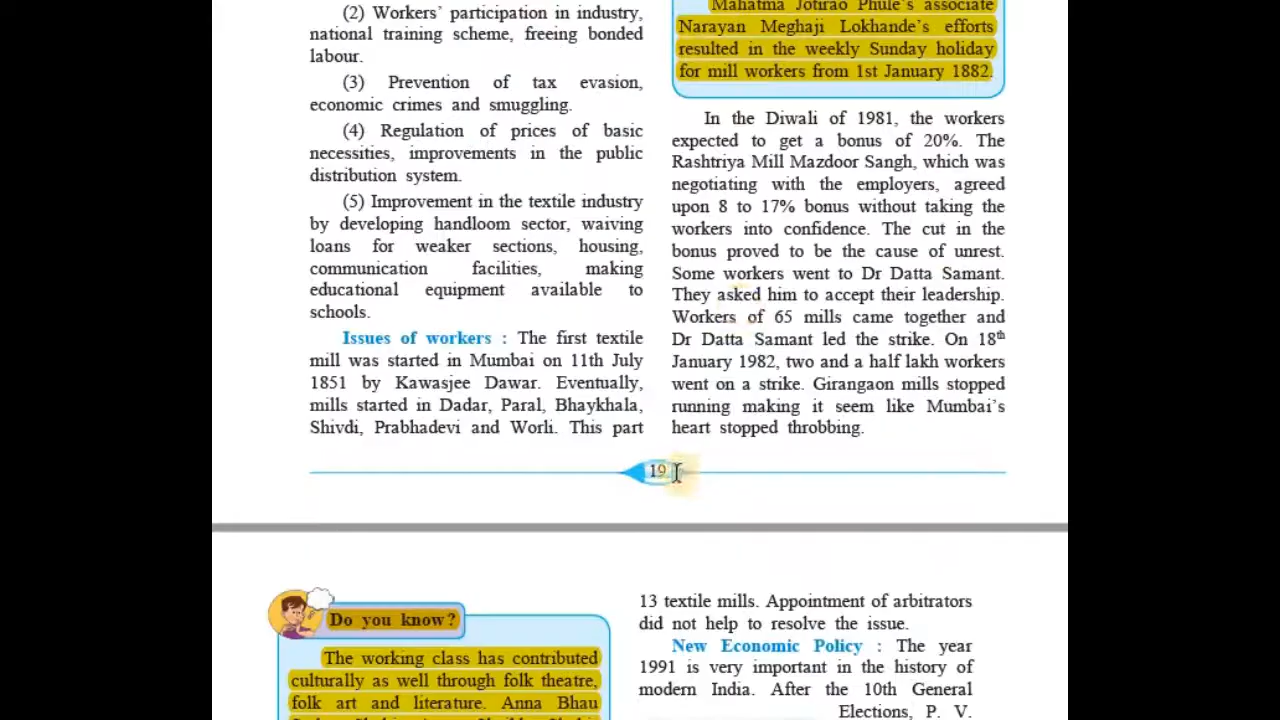 (2) Workers' participation in industry,
national training scheme, freeing bonded
labour.
(3) Prevention of tax evasion,
economic crimes and smuggling.
(4) Regulation of prices of basic
necessities, improvements in the public
distribution system.
(5) Improvement in the textile industry
by developing handloom sector, waiving
loans for weaker sections, housing,
communication facilities, making
educational equipment available to
schools.
Issues of workers : The first textile
mill was started in Mumbai on 11th July
1851 by Kawasjee Dawar. Eventually,
mills started in Dadar, Paral, Bhaykhala,
Shivdi, Prabhadevi and Worli. This part
Mahatma Jotirao Phule's associate
Narayan Meghaji Lokhande's efforts
resulted in the weekly Sunday holiday
for mill workers from 1st January 1882.
In the Diwali of 1981, the workers
expected to get a bonus of 20%. The
Rashtriya Mill Mazdoor Sangh, which was
negotiating with the employers, agreed
upon 8 to 17% bonus without taking the
workers into confidence. The cut in the
bonus proved to be the cause of unrest.
Some workers went to Dr Datta Samant.
They asked him to accept their leadership.
Workers of 65 mills came together and
Dr Datta Samant led the strike. On 18th
January 1982, two and a half lakh workers
went on a strike. Girangaon mills stopped
running making it seem like Mumbai's
heart stopped throbbing.
19
Do you know?
The working class has contributed
culturally as well through folk theatre,
folk art and literature. Anna Bhau
13 textile mills. Appointment of arbitrators
did not help to resolve the issue.
New Economic Policy : The year
1991 is very important in the history of
modern India. After the 10th General
Elections, P. V.